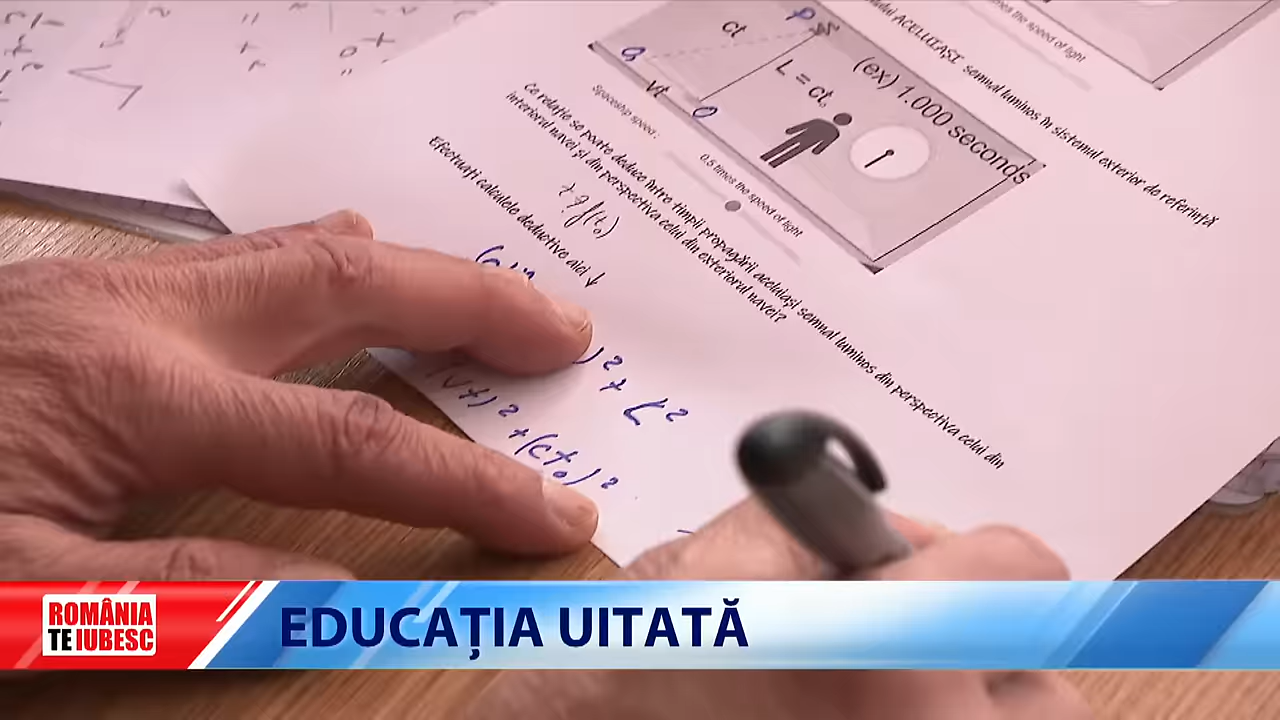 the speed of light
ACELUIAȘI semnal luminos în sistemul exterior de referință
P
ct
Q
L = ct₀
(ex) 1.000 seconds
Vt
O
Spaceship speed:
0.5 times the speed of light
Ce relație se poate deduce între timpii propagării aceluiași semnal luminos din perspectiva celui din
interiorul navei și din perspectiva celui din exteriorul navei?
t = f(t₀)
Efectuați calculele deductive aici ↓
)² + L²
(Vt)² + (ct₀)²
ROMÂNIA
TE IUBESC
EDUCAȚIA UITATĂ